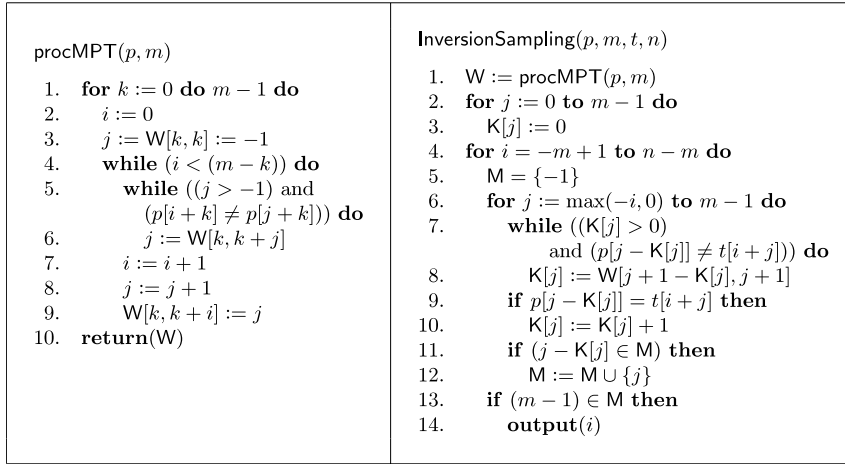 procMPT(p, m)
1. for k := 0 do m − 1 do
2. i := 0
3. j := W[k, k] := −1
4. while (i < (m − k)) do
5. while ((j > −1) and
(p[i + k] ≠ p[j + k])) do
6. j := W[k, k + j]
7. i := i + 1
8. j := j + 1
9. W[k, k + i] := j
10. return(W)
InversionSampling(p, m, t, n)
1. W := procMPT(p, m)
2. for j := 0 to m − 1 do
3. K[j] := 0
4. for i = −m + 1 to n − m do
5. M = {−1}
6. for j := max(−i, 0) to m − 1 do
7. while ((K[j] > 0)
and (p[j − K[j]] ≠ t[i + j])) do
8. K[j] := W[j + 1 − K[j], j + 1]
9. if p[j − K[j]] = t[i + j] then
10. K[j] := K[j] + 1
11. if (j − K[j] ∈ M) then
12. M := M ∪ {j}
13. if (m − 1) ∈ M then
14. output(i)